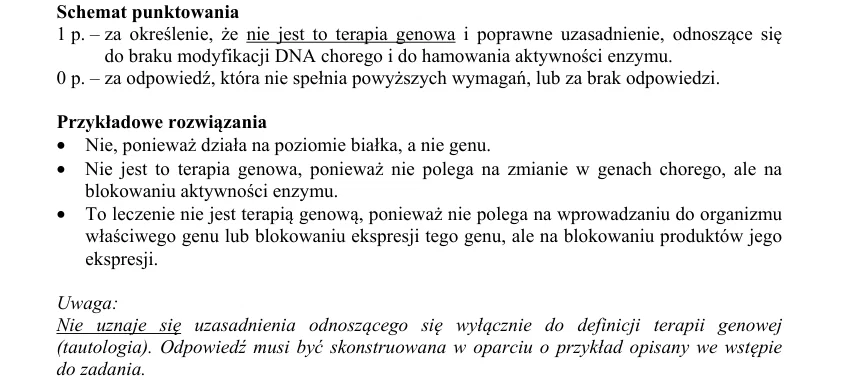 Schemat punktowania
1 p. – za określenie, że nie jest to terapia genowa i poprawne uzasadnienie, odnoszące się
do braku modyfikacji DNA chorego i do hamowania aktywności enzymu.
0 p. – za odpowiedź, która nie spełnia powyższych wymagań, lub za brak odpowiedzi.
Przykładowe rozwiązania
• Nie, ponieważ działa na poziomie białka, a nie genu.
• Nie jest to terapia genowa, ponieważ nie polega na zmianie w genach chorego, ale na
blokowaniu aktywności enzymu.
• To leczenie nie jest terapią genową, ponieważ nie polega na wprowadzaniu do organizmu
właściwego genu lub blokowaniu ekspresji tego genu, ale na blokowaniu produktów jego
ekspresji.
Uwaga:
Nie uznaje się uzasadnienia odnoszącego się wyłącznie do definicji terapii genowej
(tautologia). Odpowiedź musi być skonstruowana w oparciu o przykład opisany we wstępie
do zadania.